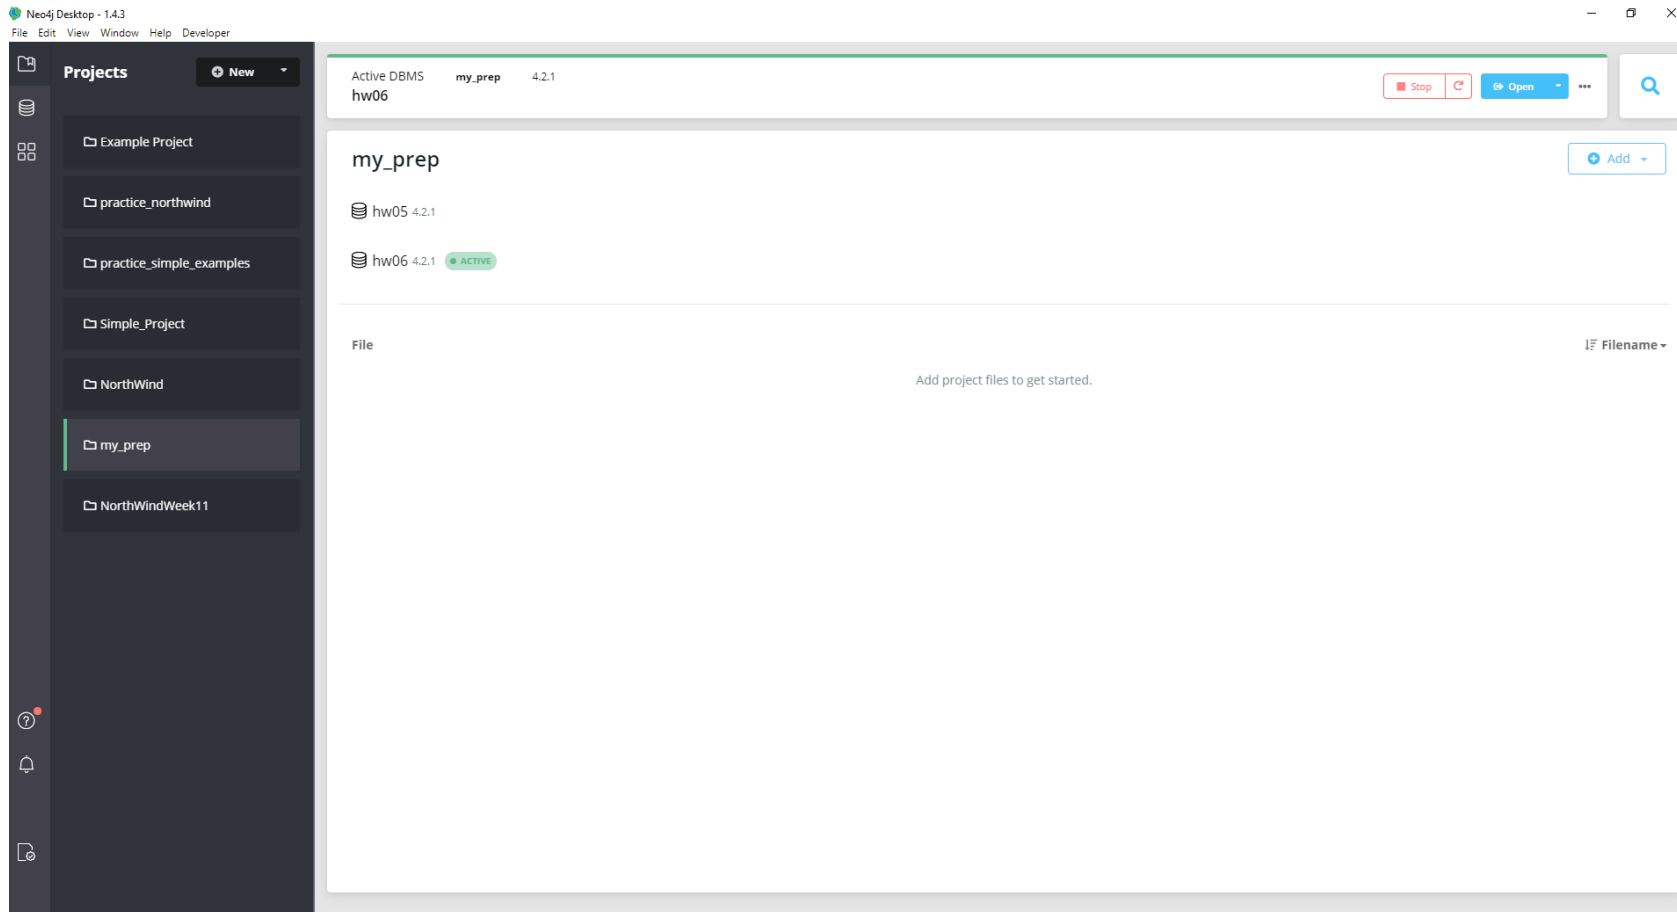 Neo4j Desktop - 1.4.3
File Edit View Window Help Developer
Projects
New
Example Project
practice_northwind
practice_simple_examples
Simple_Project
NorthWind
my_prep
NorthWindWeek11
Active DBMS my_prep 4.2.1
hw06
Stop
Open
my_prep
Add
hw05 4.2.1
hw06 4.2.1 ACTIVE
File
Filename
Add project files to get started.